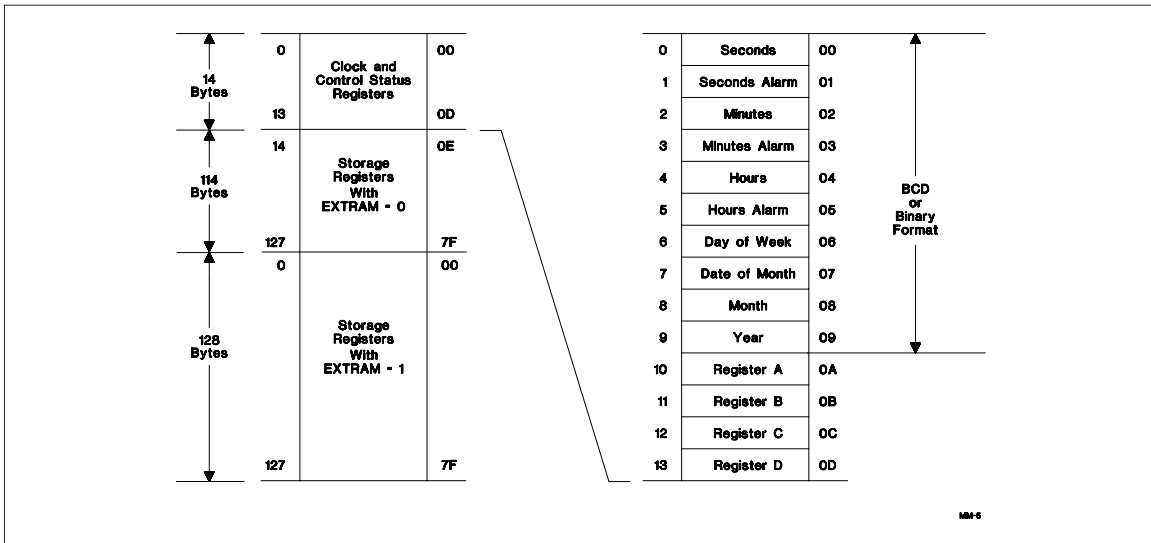 14
Bytes
0
00
Clock and
Control Status
Registers
13
0D
114
Bytes
14
0E
Storage
Registers
With
EXTRAM - 0
127
7F
128
Bytes
0
00
Storage
Registers
With
EXTRAM - 1
127
7F
0 Seconds 00
1 Seconds Alarm 01
2 Minutes 02
3 Minutes Alarm 03
4 Hours 04
5 Hours Alarm 05
6 Day of Week 06
7 Date of Month 07
8 Month 08
9 Year 09
10 Register A 0A
11 Register B 0B
12 Register C 0C
13 Register D 0D
BCD
or
Binary
Format
MM-6